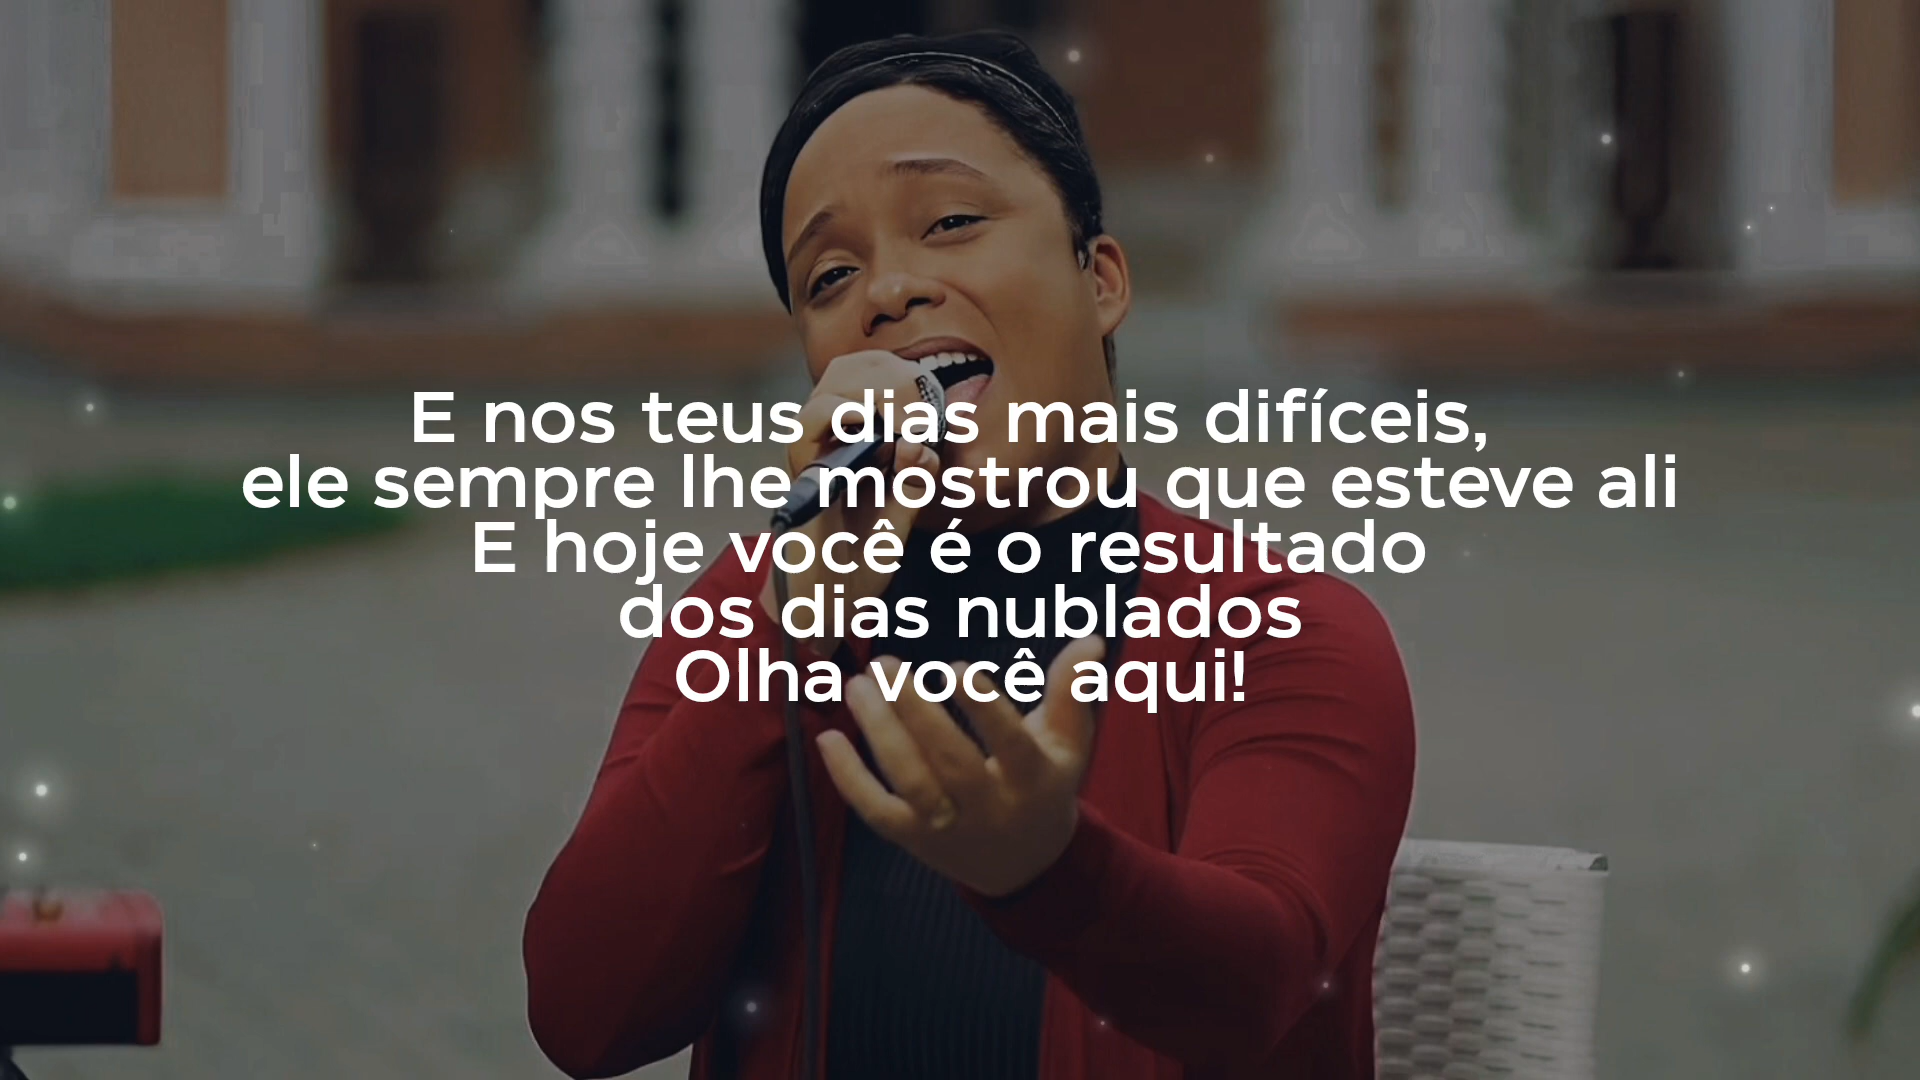 E nos teus dias mais difíceis,
ele sempre lhe mostrou que esteve ali
E hoje você é o resultado
dos dias nublados
Olha você aqui!